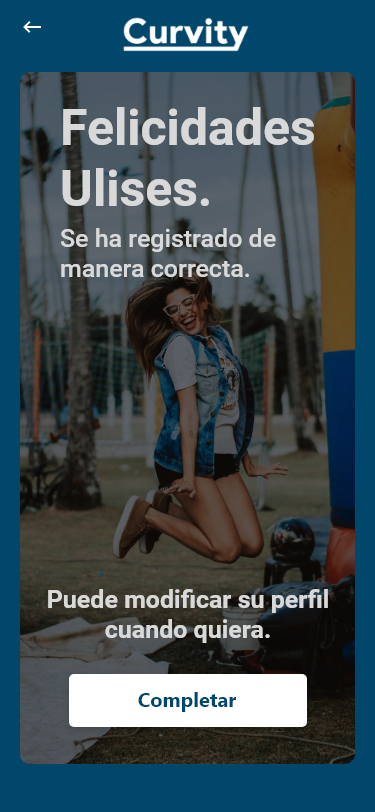 Curvity
Felicidades
Ulises.
Se ha registrado de
manera correcta.
Puede modificar su perfil
cuando quiera.
Completar